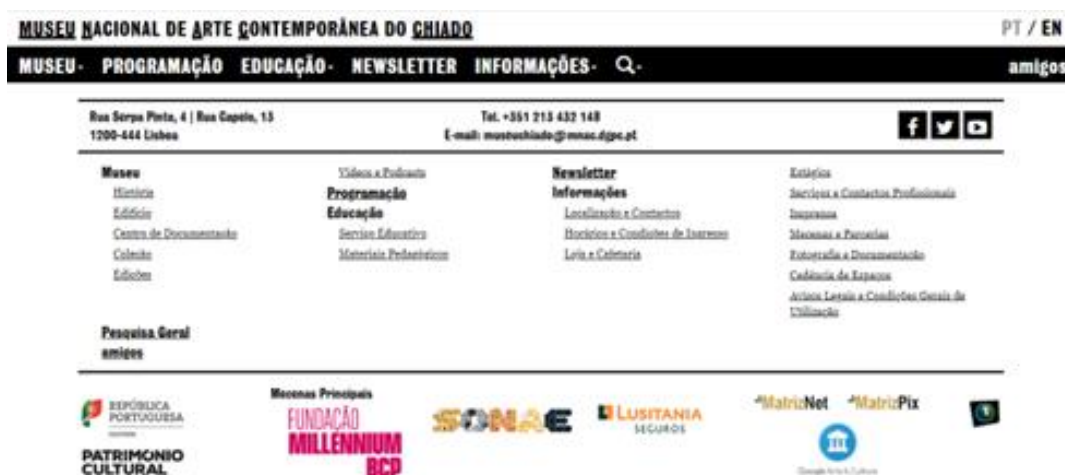 MUSEU NACIONAL DE ARTE CONTEMPORÂNEA DO CHIADO
PT / EN
MUSEU PROGRAMAÇÃO EDUCAÇÃO NEWSLETTER INFORMAÇÕES
amigos
Rua Serpa Pinto, 4 | Rua Capelo, 13
1200-444 Lisboa
Tel. +351 213 432 148
E-mail: museuchiado@mnac.dgpc.pt
Museu
História
Edifício
Centro de Documentação
Coleção
Edições
Vídeos e Podcasts
Programação
Educação
Serviço Educativo
Materiais Pedagógicos
Newsletter
Informações
Localização e Contactos
Horários e Condições de Ingresso
Loja e Cafetaria
Estágios
Serviços e Contactos Profissionais
Imprensa
Mecenas e Parcerias
Fotografia e Documentação
Cedência de Espaços
Avisos Legais e Condições Gerais de
Utilização
Pesquisa Geral
amigos
REPÚBLICA
PORTUGUESA
PATRIMONIO
CULTURAL
Mecenas Principais
FUNDAÇÃO
MILLENNIUM
BCP
SONAE
LUSITANIA
SEGUROS
MatrizNet
MatrizPix
Google Arts & Culture